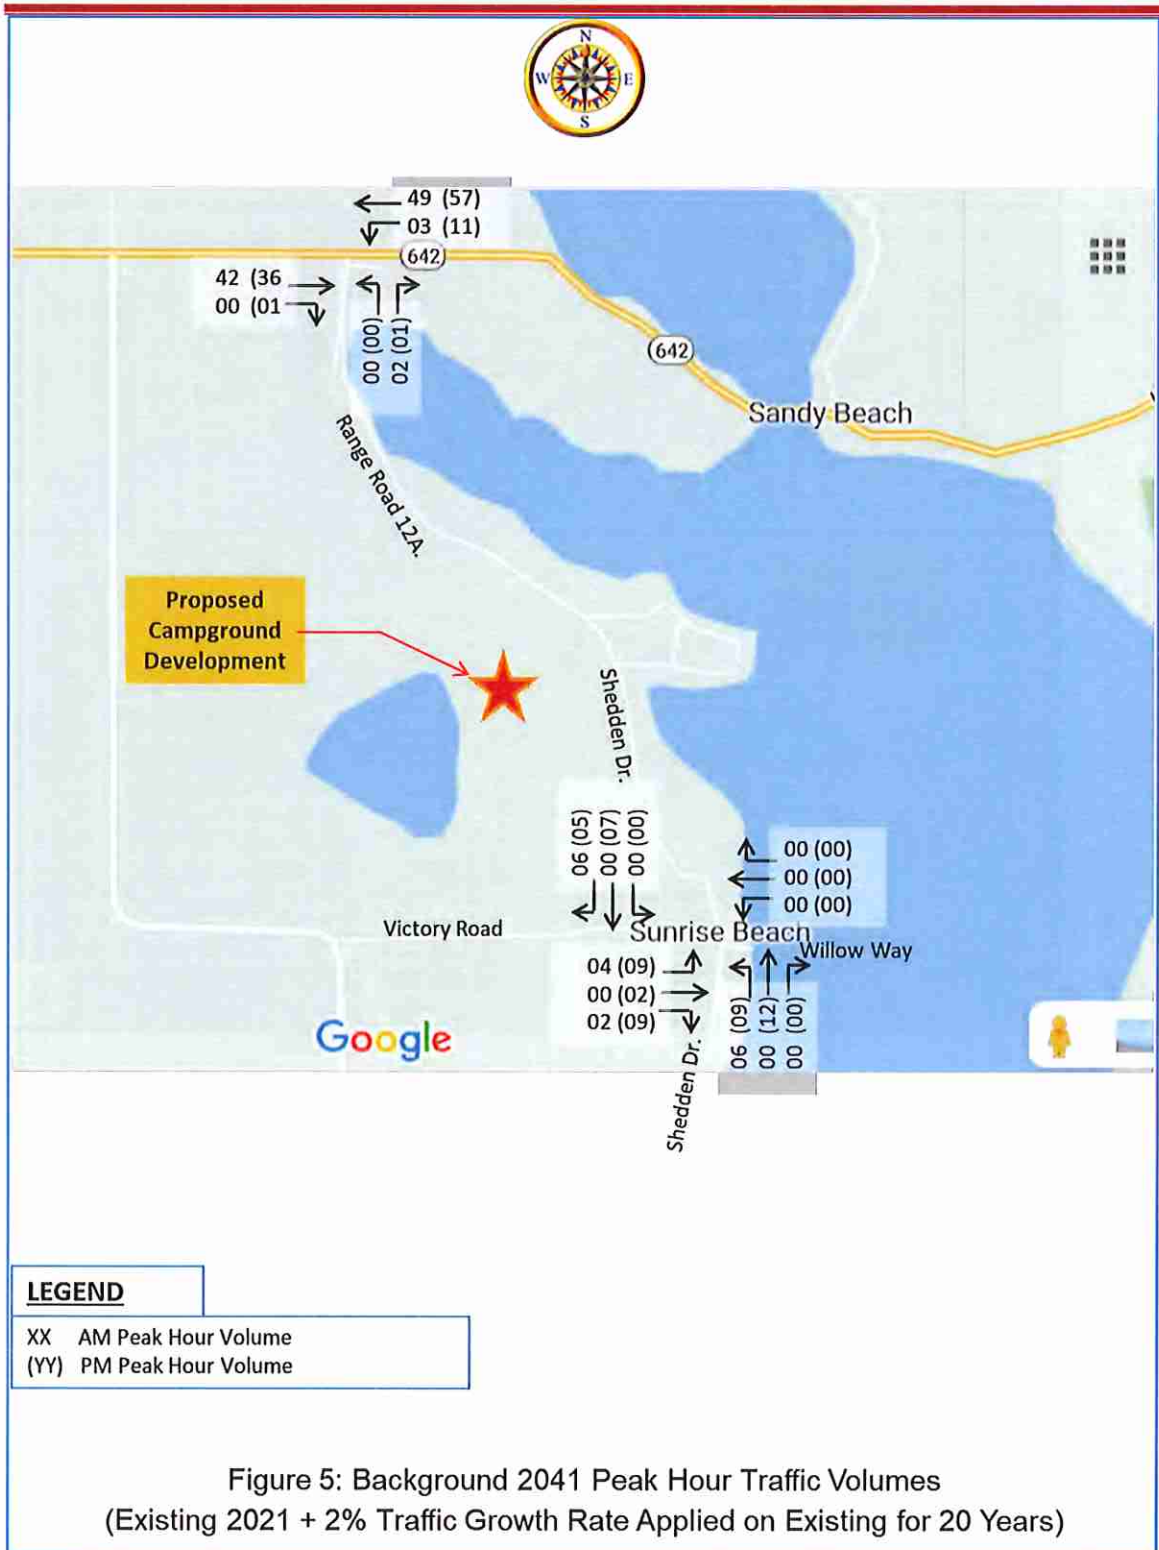 N
W E
S
49 (57)
03 (11)
642
42 (36
00 (01
00 (00)
02 (01)
642
Sandy Beach
Range Road 12A.
Proposed
Campground
Development
Shedden Dr.
06 (05)
00 (07)
00 (00)
00 (00)
00 (00)
00 (00)
Victory Road
Sunrise Beach
Willow Way
04 (09)
00 (02)
02 (09)
06 (09)
00 (12)
00 (00)
Google
Shedden Dr.
LEGEND
XX AM Peak Hour Volume
(YY) PM Peak Hour Volume
Figure 5: Background 2041 Peak Hour Traffic Volumes
(Existing 2021 + 2% Traffic Growth Rate Applied on Existing for 20 Years)